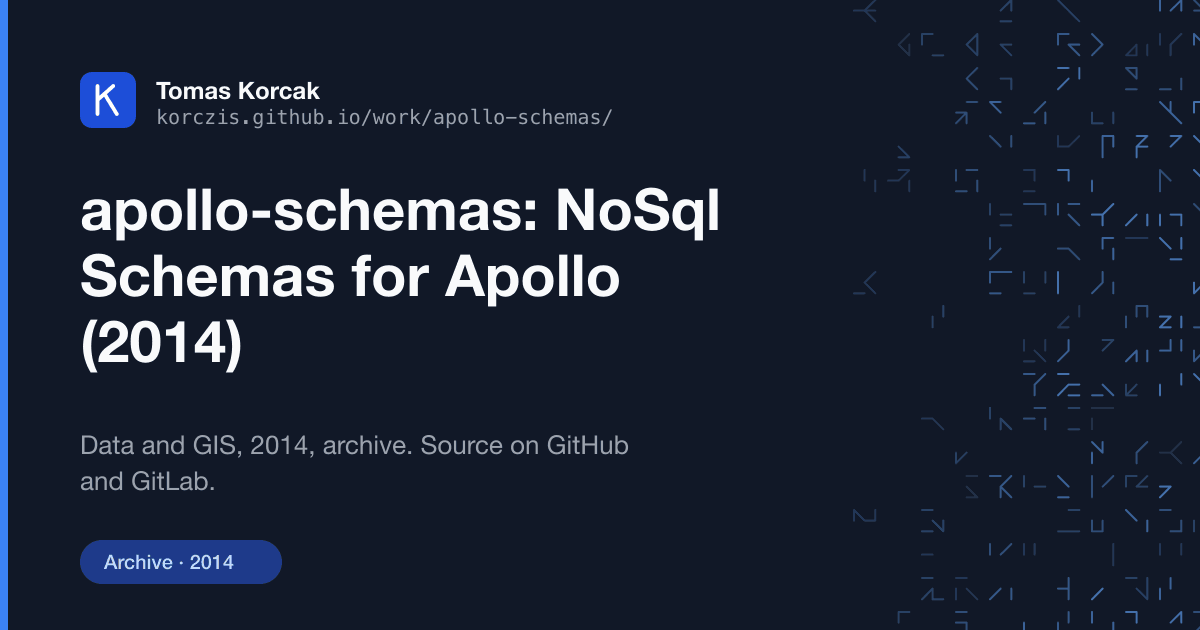 K
Tomas Korcak
korczis.github.io/work/apollo-schemas/
apollo-schemas: NoSql
Schemas for Apollo
(2014)
Data and GIS, 2014, archive. Source on GitHub
and GitLab.
Archive · 2014